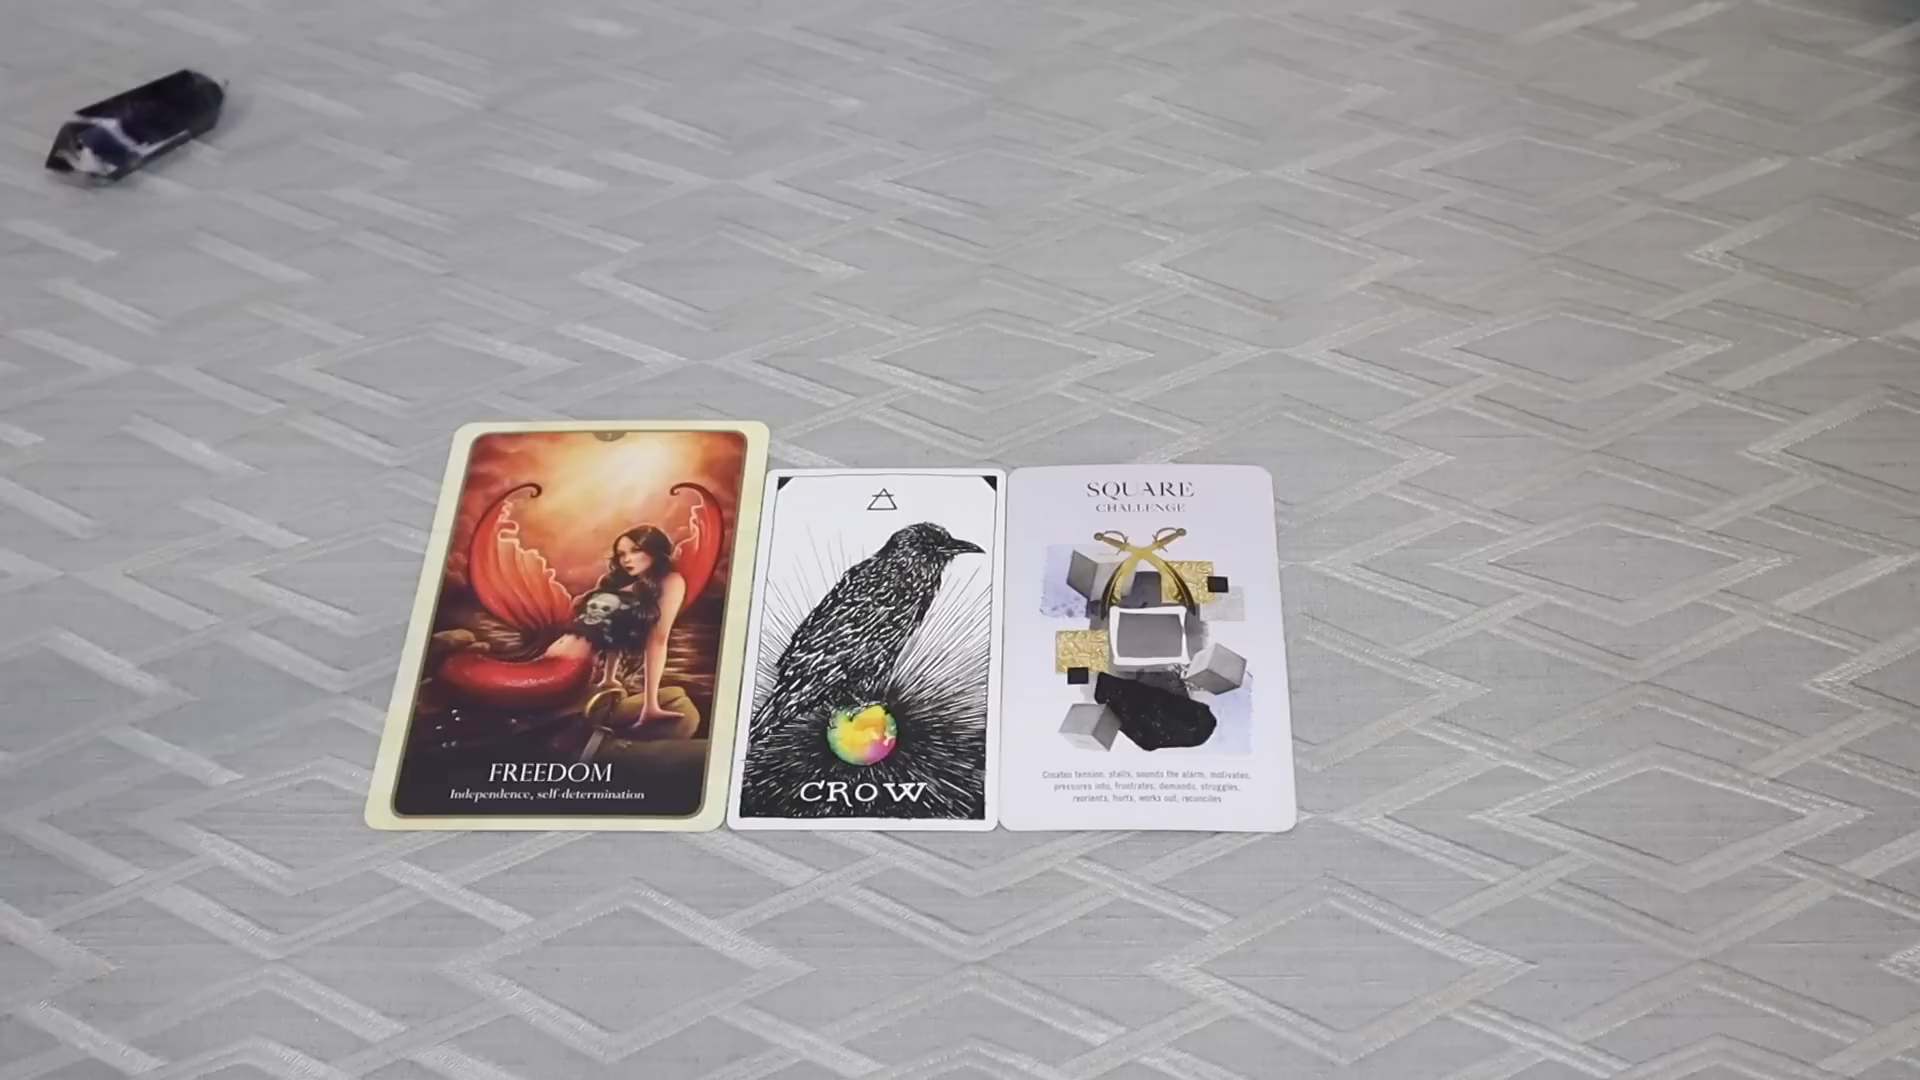 FREEDOM
Independence, self-determination
CROW
SQUARE
CHALLENGE
Creates tension, stalls, sounds the alarm, motivates,
pressures into, frustrates, demands, struggles,
reorients, hurts, works out, reconciles